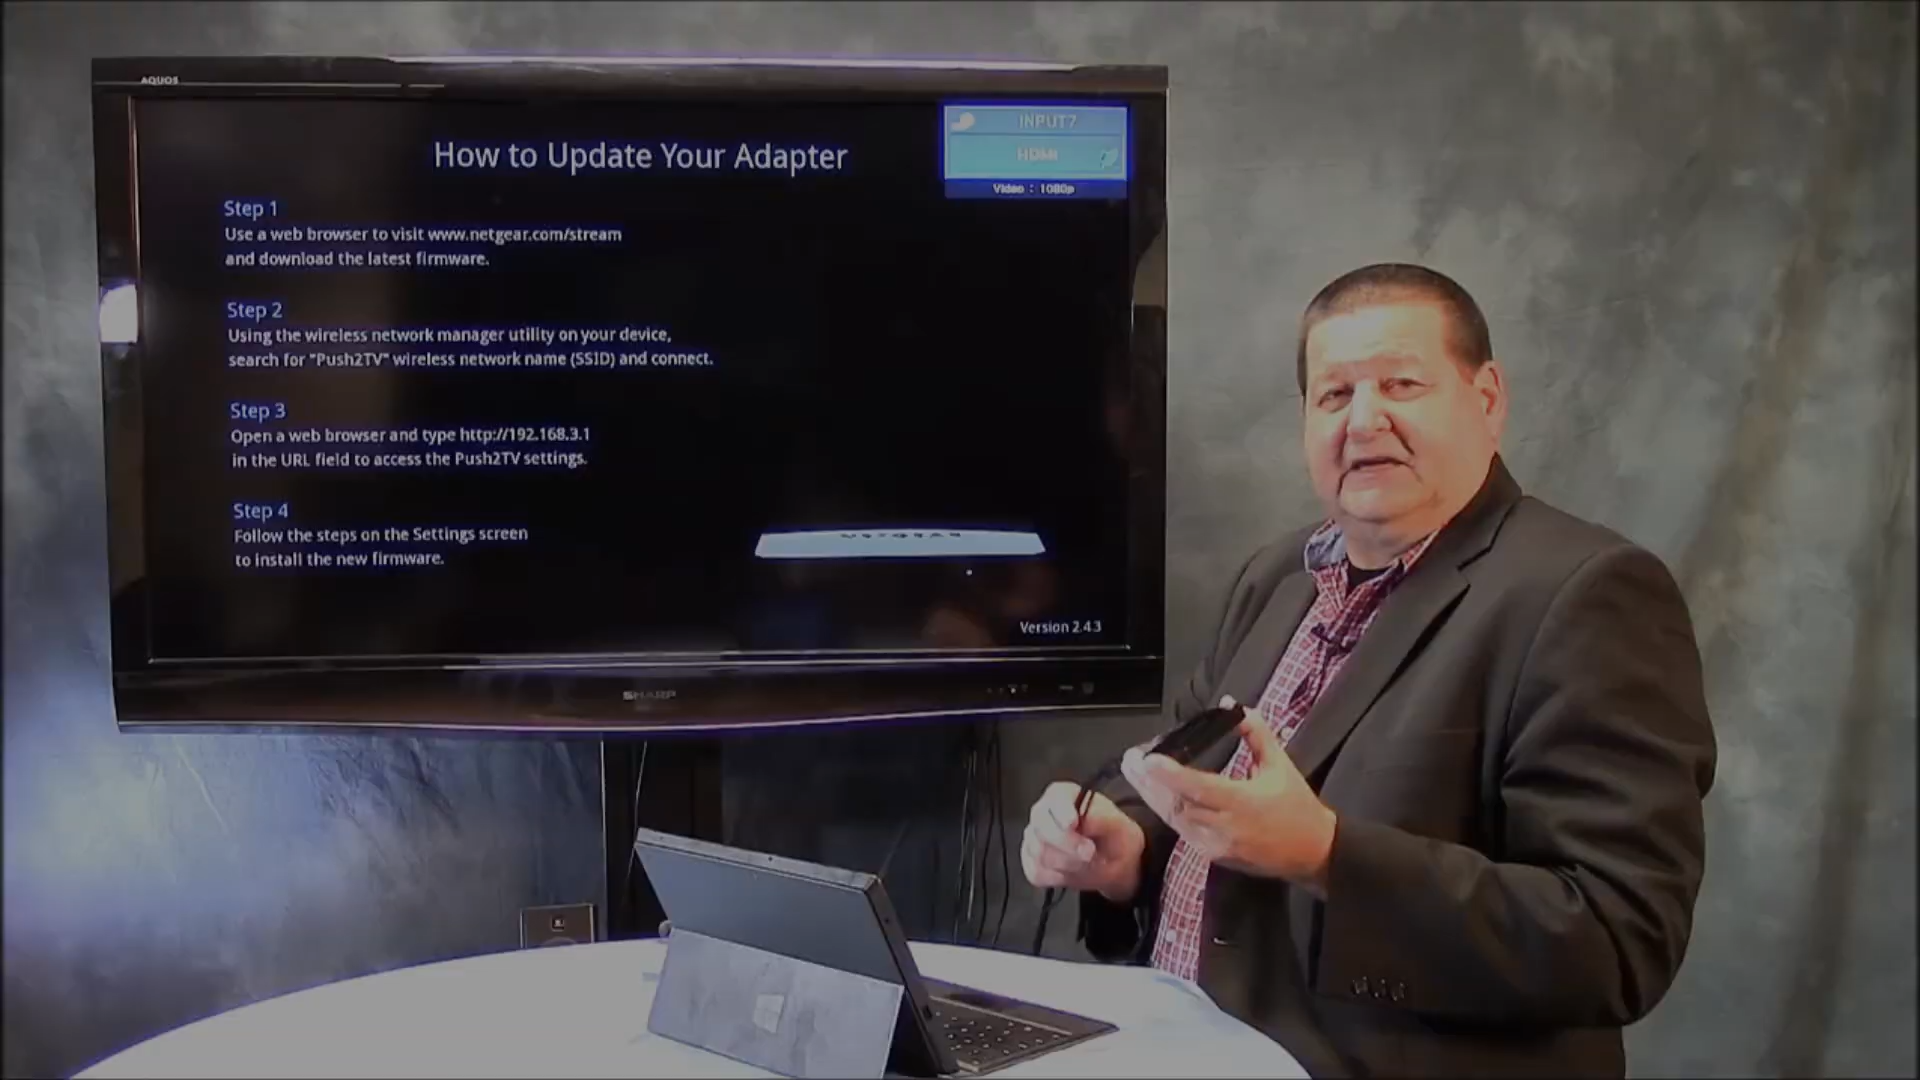 AQUOS
INPUT7
HDMI
Video : 1080p
How to Update Your Adapter
Step 1
Use a web browser to visit www.netgear.com/stream
and download the latest firmware.
Step 2
Using the wireless network manager utility on your device,
search for "Push2TV" wireless network name (SSID) and connect.
Step 3
Open a web browser and type http://192.168.3.1
in the URL field to access the Push2TV settings.
Step 4
Follow the steps on the Settings screen
to install the new firmware.
NETGEAR
Version 2.4.3
SHARP